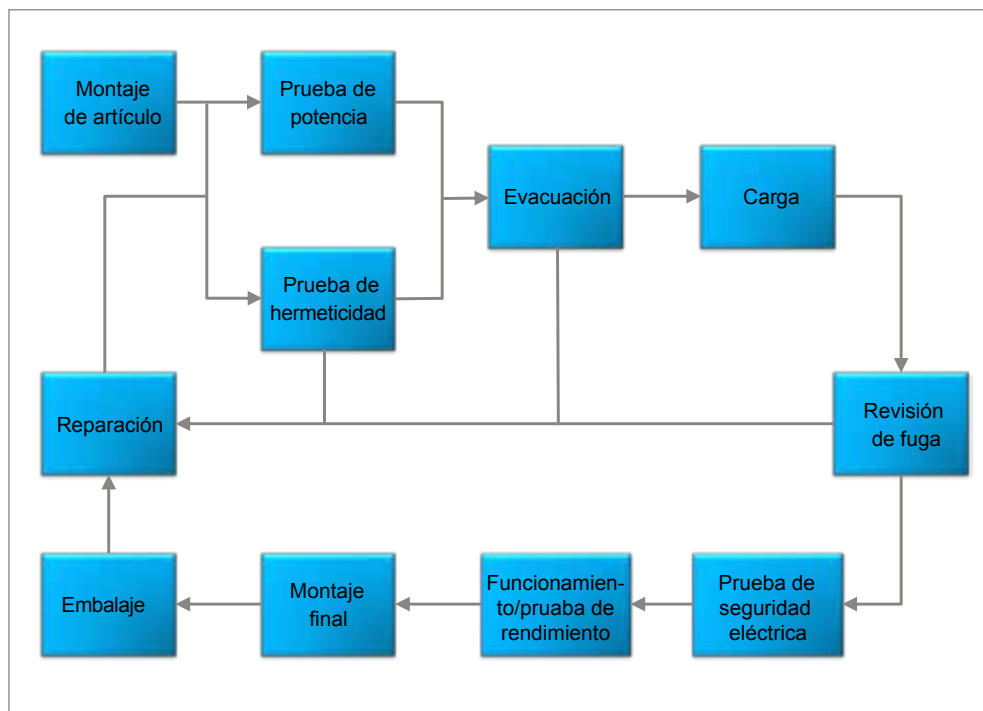 Montaje
de artículo
Prueba de
potencia
Evacuación
Carga
Prueba de
hermeticidad
Reparación
Revisión
de fuga
Embalaje
Montaje
final
Funcionamien-
to/pruaba de
rendimiento
Prueba de
seguridad
eléctrica